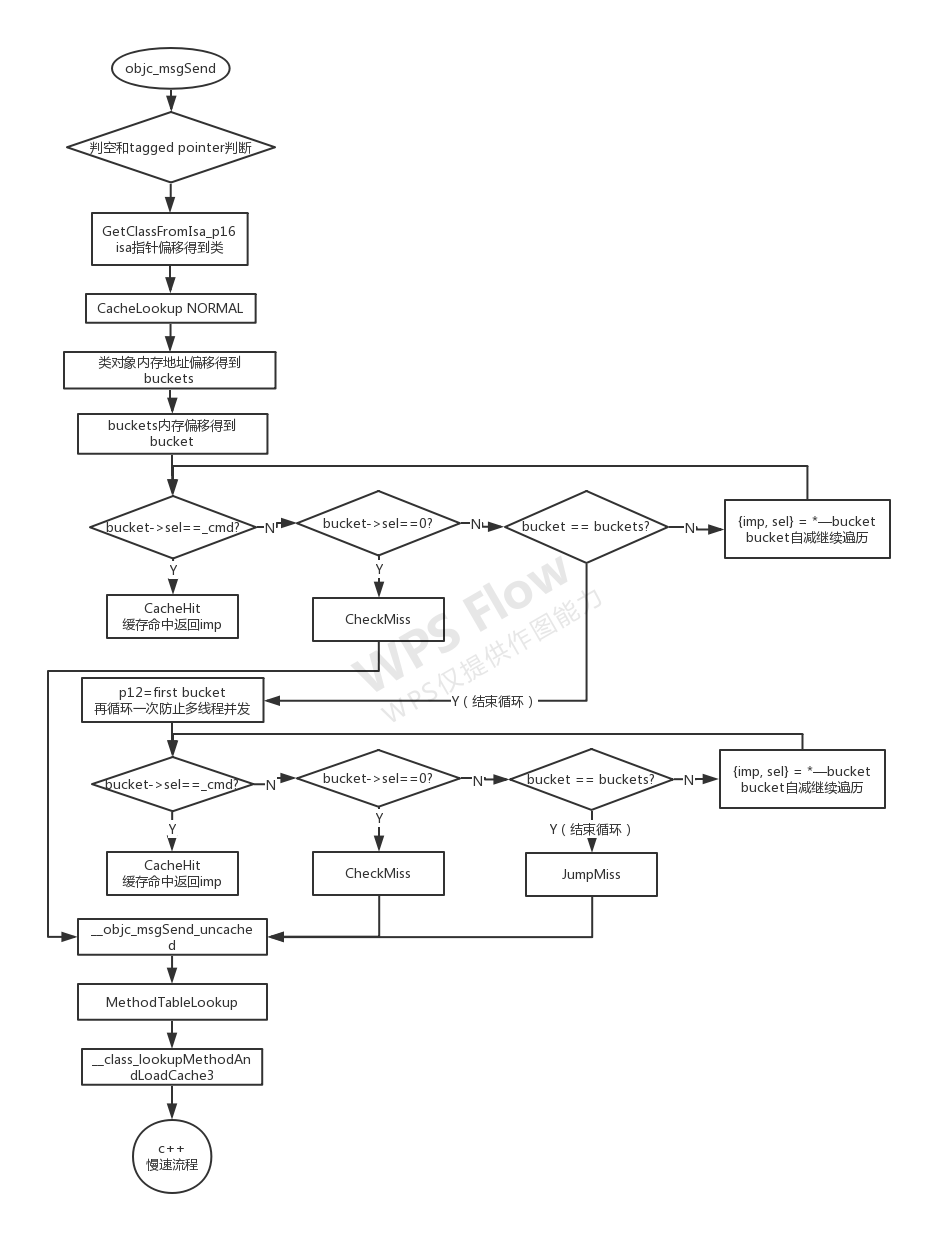 objc_msgSend
判空和tagged pointer判断
GetClassFromIsa_p16
isa指针偏移得到类
CacheLookup NORMAL
类对象内存地址偏移得到
buckets
buckets内存偏移得到
bucket
bucket->sel==_cmd?
N
bucket->sel==0?
N
bucket == buckets?
N
{imp, sel} = *—bucket
bucket自减继续遍历
Y
Y
CacheHit
缓存命中返回imp
CheckMiss
WPS Flow
WPS仅提供作图能力
p12=first bucket
再循环一次防止多线程并发
Y（结束循环）
bucket->sel==_cmd?
N
bucket->sel==0?
N
bucket == buckets?
N
{imp, sel} = *—bucket
bucket自减继续遍历
Y
Y
Y（结束循环）
CacheHit
缓存命中返回imp
CheckMiss
JumpMiss
__objc_msgSend_uncache
d
MethodTableLookup
__class_lookupMethodAn
dLoadCache3
c++
慢速流程